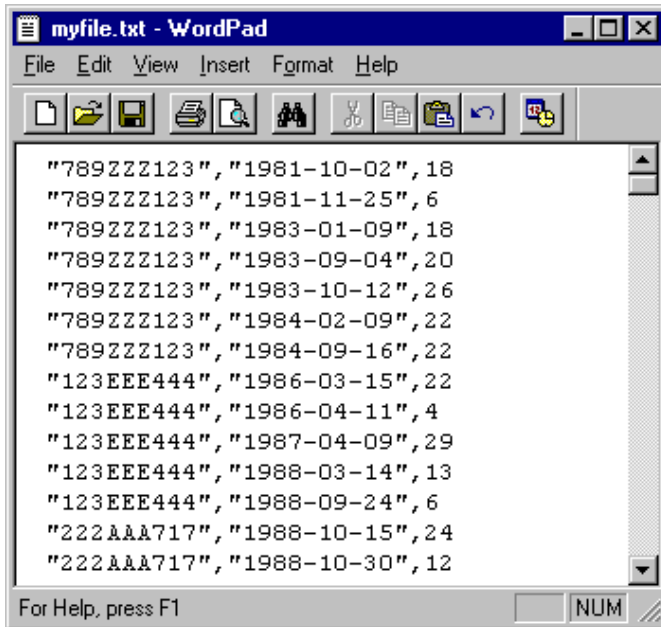 myfile.txt - WordPad
File Edit View Insert Format Help
"789ZZZ123","1981-10-02",18
"789ZZZ123","1981-11-25",6
"789ZZZ123","1983-01-09",18
"789ZZZ123","1983-09-04",20
"789ZZZ123","1983-10-12",26
"789ZZZ123","1984-02-09",22
"789ZZZ123","1984-09-16",22
"123EEE444","1986-03-15",22
"123EEE444","1986-04-11",4
"123EEE444","1987-04-09",29
"123EEE444","1988-03-14",13
"123EEE444","1988-09-24",6
"222AAA717","1988-10-15",24
"222AAA717","1988-10-30",12
For Help, press F1 NUM